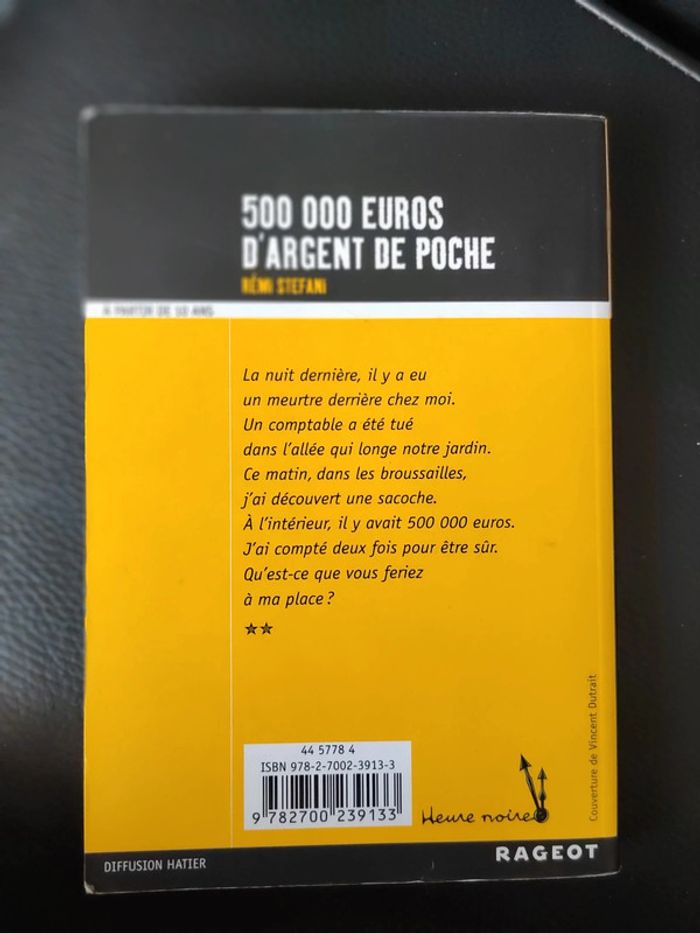 500 000 EUROS
D'ARGENT DE POCHE
RÉMI STEFANI
À PARTIR DE 10 ANS
La nuit dernière, il y a eu
un meurtre derrière chez moi.
Un comptable a été tué
dans l'allée qui longe notre jardin.
Ce matin, dans les broussailles,
j'ai découvert une sacoche.
À l'intérieur, il y avait 500 000 euros.
J'ai compté deux fois pour être sûr.
Qu'est-ce que vous feriez
à ma place ?
44 5778 4
ISBN 978-2-7002-3913-3
9 782700 239133
Heure noire
Couverture de Vincent Dutrait
DIFFUSION HATIER
RAGEOT